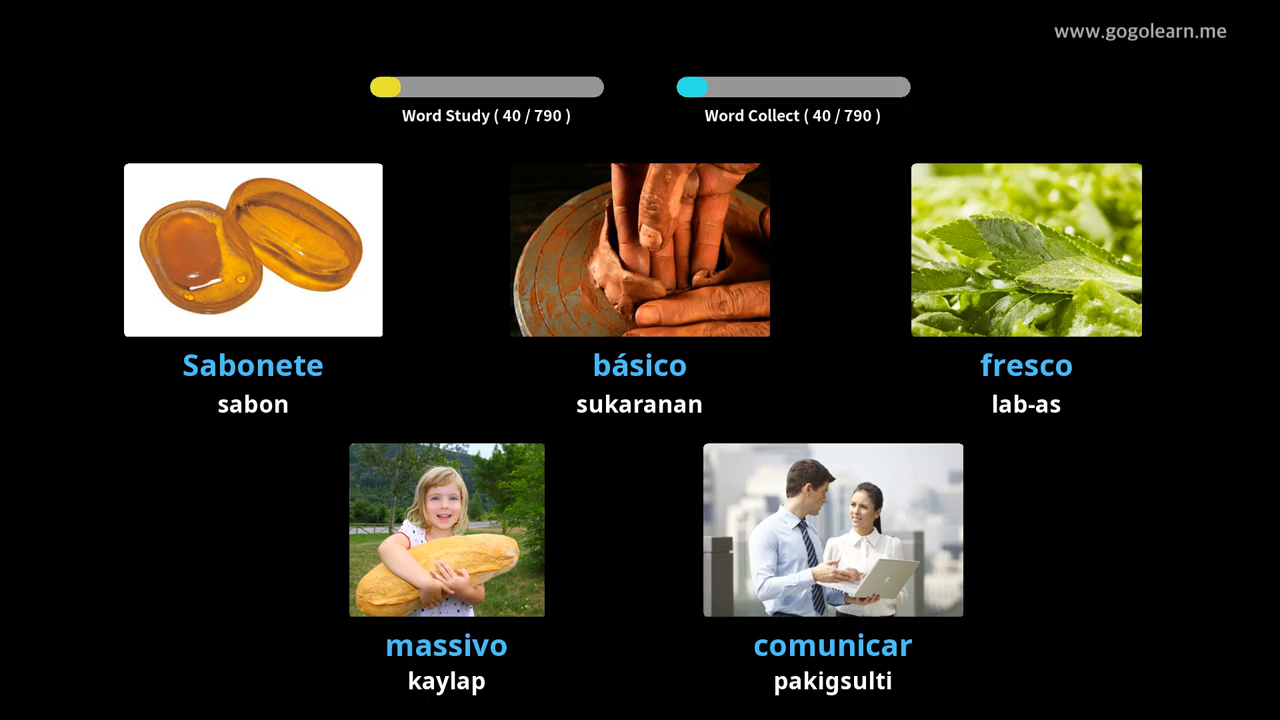 www.gogolearn.me
Word Study ( 40 / 790 )
Word Collect ( 40 / 790 )
Sabonete
sabon
básico
sukaranan
fresco
lab-as
massivo
kaylap
comunicar
pakigsulti